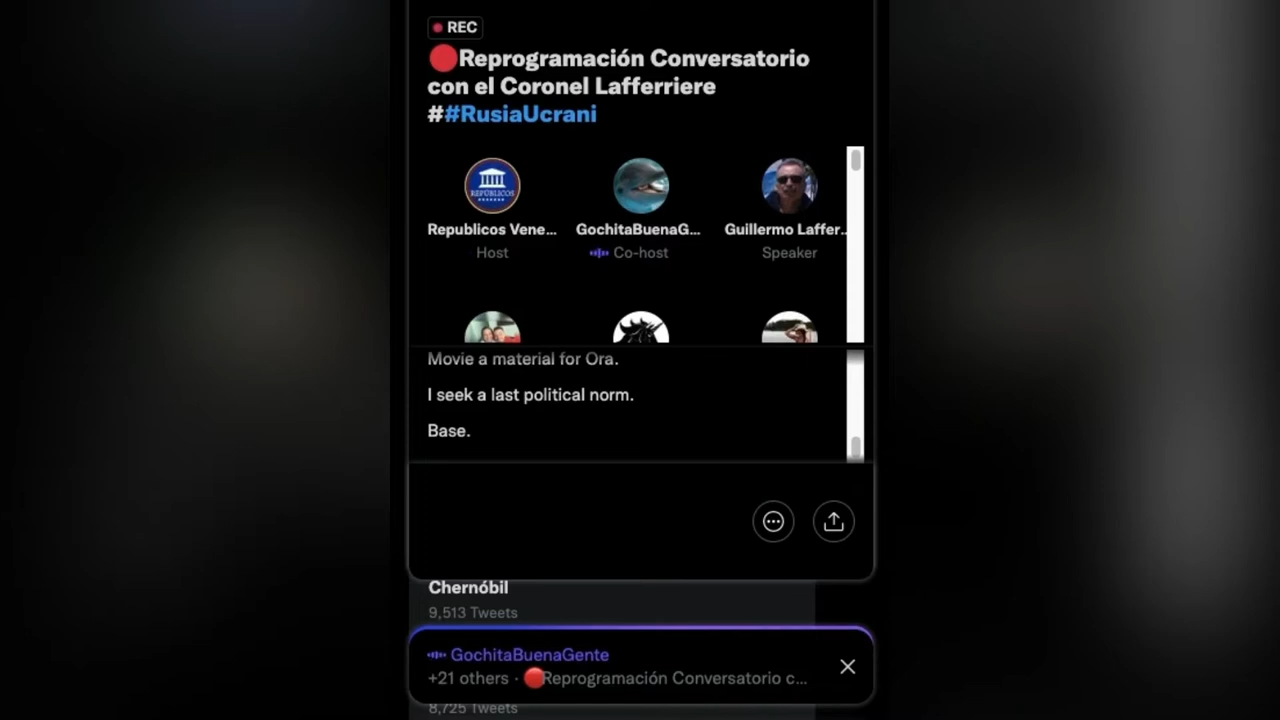 REC
🔴Reprogramación Conversatorio
con el Coronel Lafferriere
##RusiaUcrani
REPÚBLICOS
Republicos Vene... GochitaBuenaG... Guillermo Laffer...
Host Co-host Speaker
Movie a material for Ora.
I seek a last political norm.
Base.
Chernóbil
9,513 Tweets
GochitaBuenaGente
+21 others · 🔴Reprogramación Conversatorio c...
8,725 Tweets